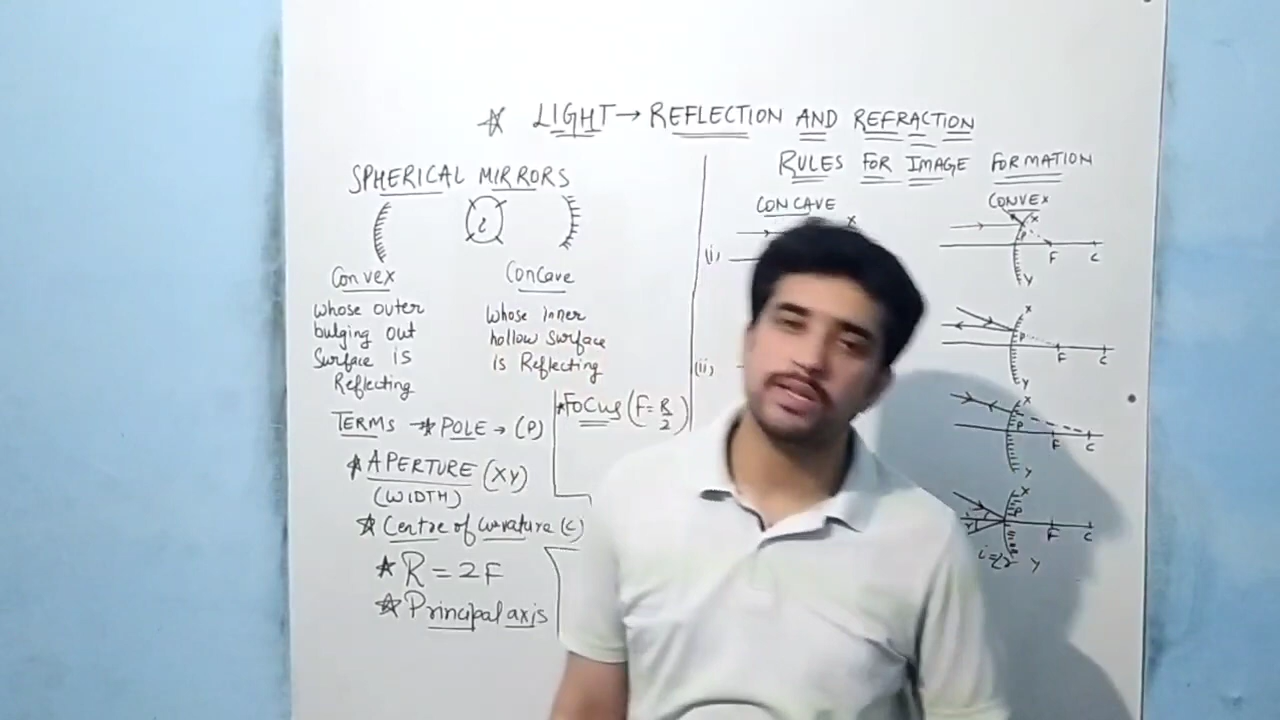 ☆ LIGHT → REFLECTION AND REFRACTION
SPHERICAL MIRRORS
Convex
whose outer
bulging out
Surface is
Reflecting
Concave
Whose inner
hollow surface
is Reflecting
TERMS → * POLE → (P)
* APERTURE (XY)
(WIDTH)
☆ Centre of curvature (C)
☆ R = 2F
☆ Principal axis
* Focus (F = R/2)
RULES FOR IMAGE FORMATION
CONCAVE
X
(i)
(ii)
CONVEX
X
P
F
C
Y
X
P
F
C
Y
X
P
F
C
Y
X
P
F
C
Y